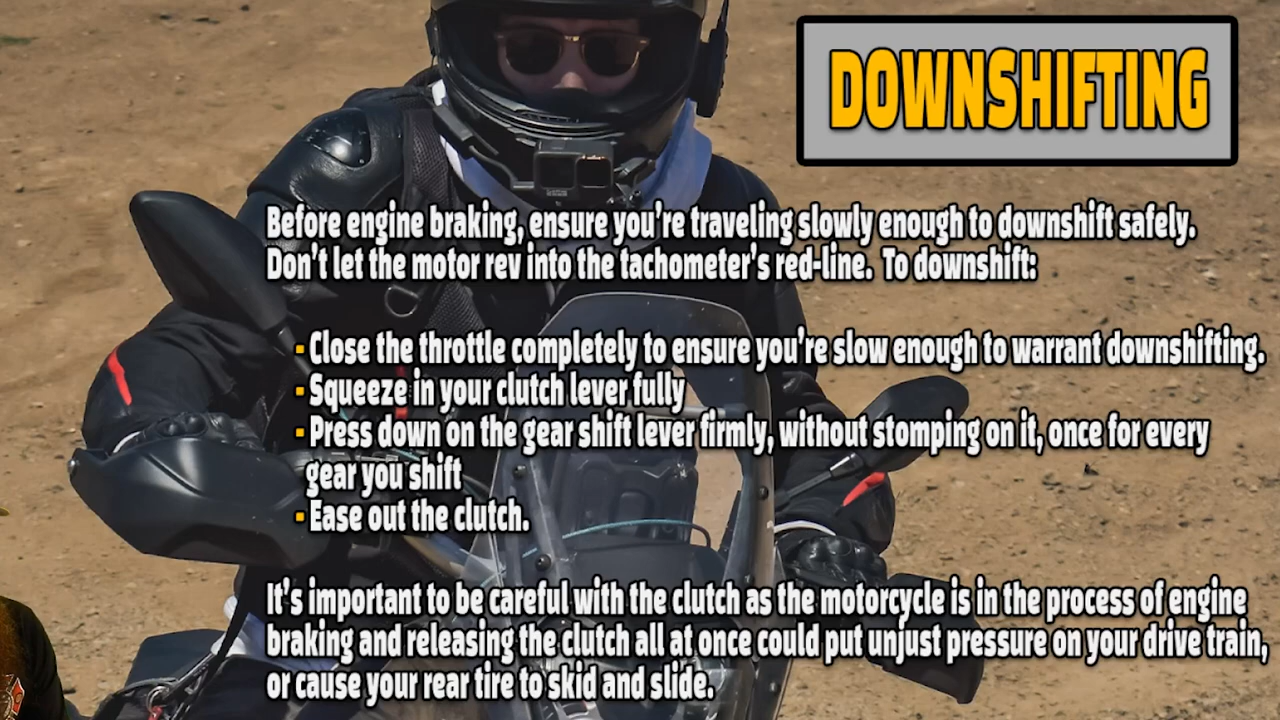 DOWNSHIFTING
Before engine braking, ensure you're traveling slowly enough to downshift safely.
Don't let the motor rev into the tachometer's red-line. To downshift:
▪ Close the throttle completely to ensure you're slow enough to warrant downshifting.
▪ Squeeze in your clutch lever fully
▪ Press down on the gear shift lever firmly, without stomping on it, once for every
gear you shift
▪ Ease out the clutch.
It's important to be careful with the clutch as the motorcycle is in the process of engine
braking and releasing the clutch all at once could put unjust pressure on your drive train,
or cause your rear tire to skid and slide.